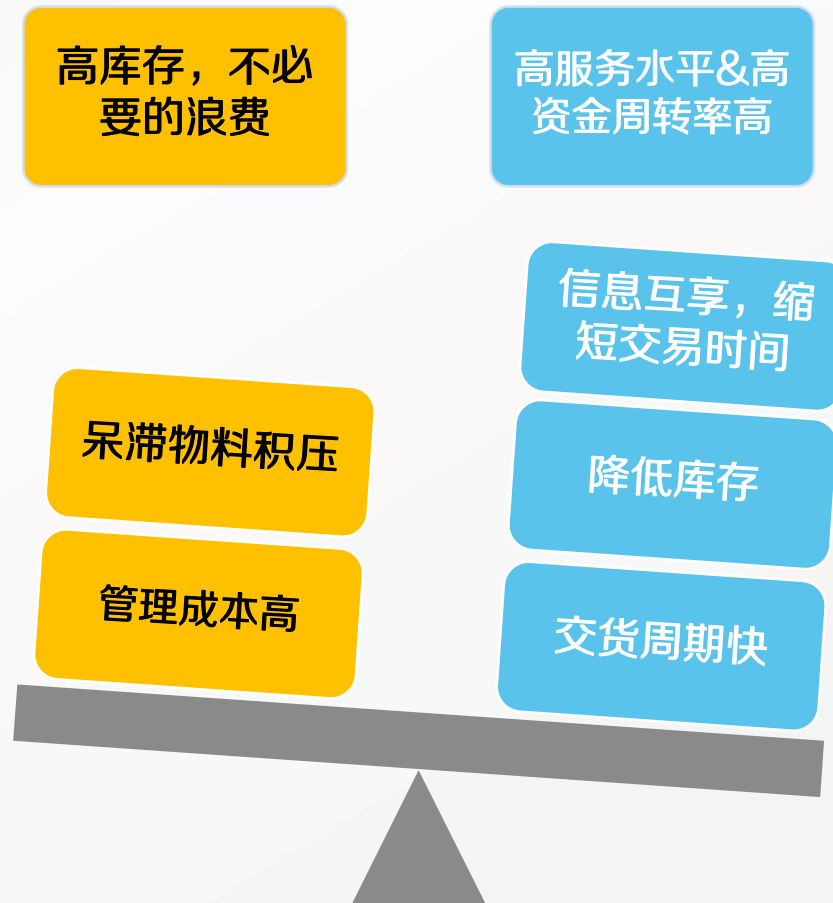 高库存，不必
要的浪费
高服务水平&高
资金周转率高
信息互享，缩
短交易时间
呆滞物料积压
降低库存
管理成本高
交货周期快